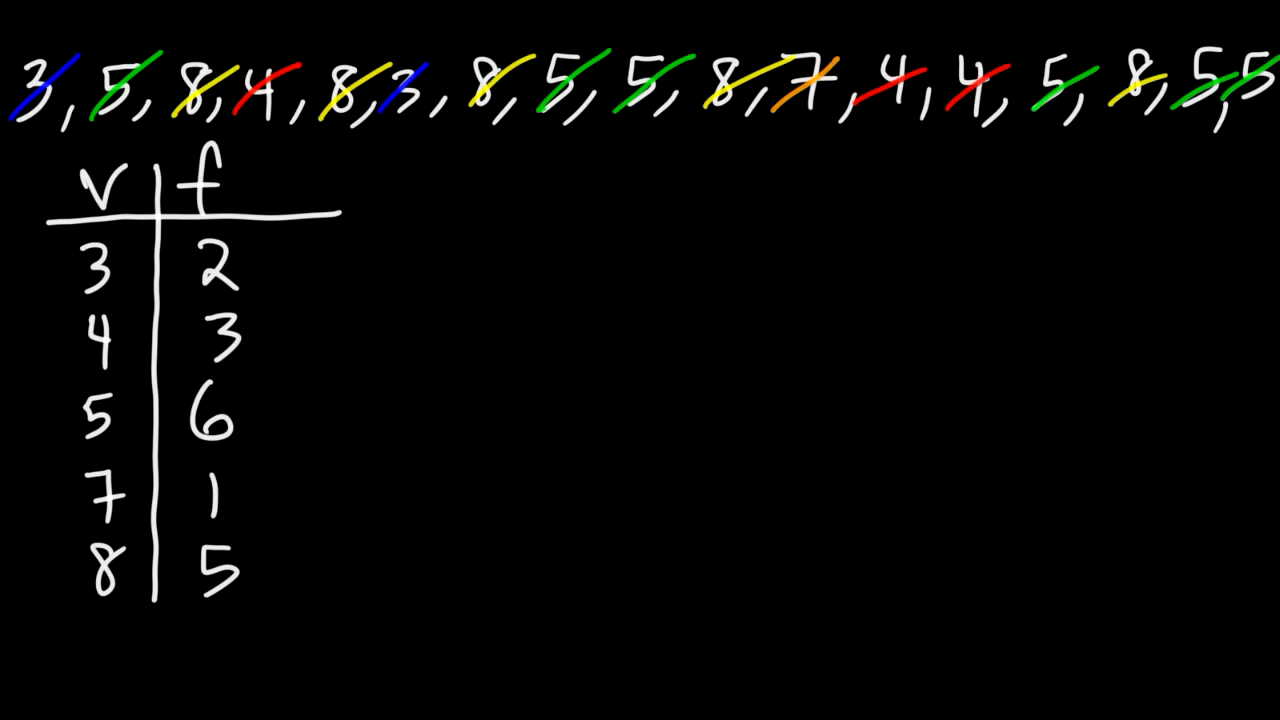 3, 5, 8, 4, 8, 3, 8, 5, 5, 8, 7, 4, 4, 5, 8, 5, 5
v f
3 2
4 3
5 6
7 1
8 5